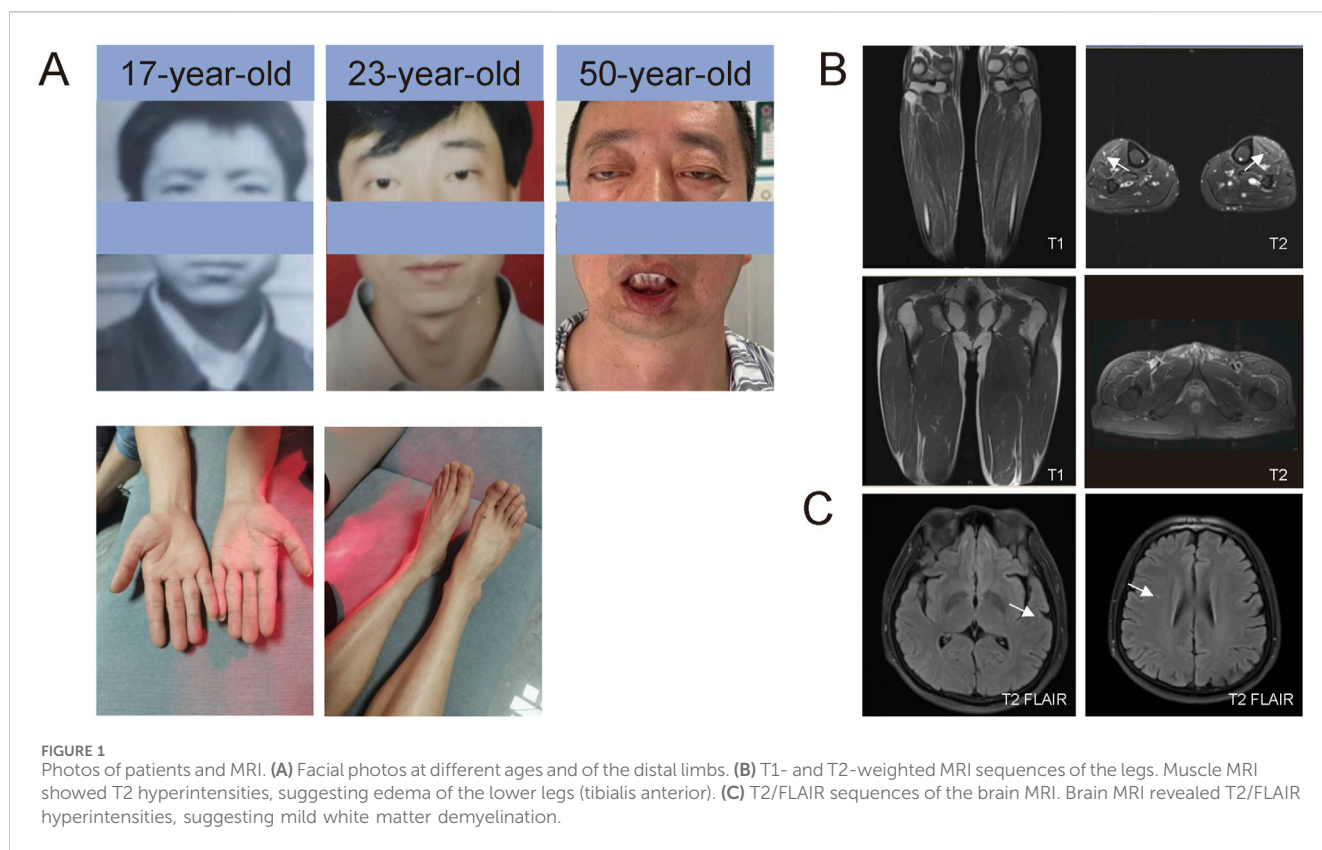 A
17-year-old
23-year-old
50-year-old
B
T1
T2
T1
T2
C
T2 FLAIR
T2 FLAIR
FIGURE 1
Photos of patients and MRI. (A) Facial photos at different ages and of the distal limbs. (B) T1- and T2-weighted MRI sequences of the legs. Muscle MRI
showed T2 hyperintensities, suggesting edema of the lower legs (tibialis anterior). (C) T2/FLAIR sequences of the brain MRI. Brain MRI revealed T2/FLAIR
hyperintensities, suggesting mild white matter demyelination.